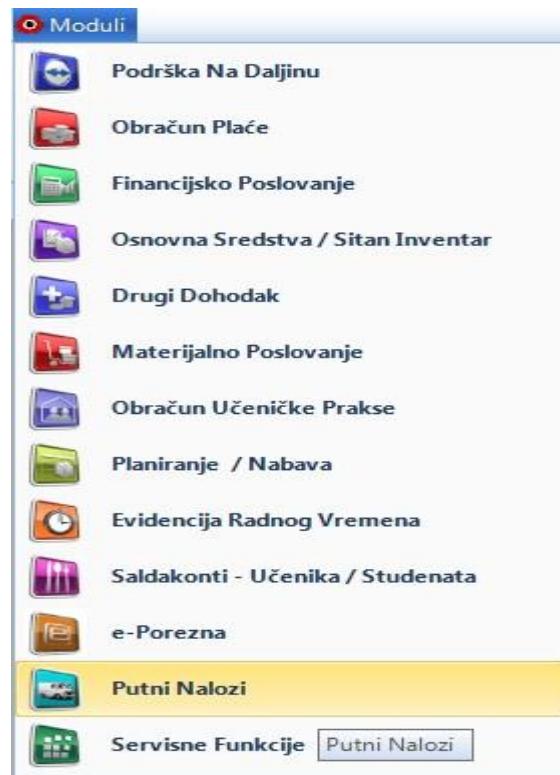 Moduli
Podrška Na Daljinu
Obračun Plaće
Financijsko Poslovanje
Osnovna Sredstva / Sitan Inventar
Drugi Dohodak
Materijalno Poslovanje
Obračun Učeničke Prakse
Planiranje / Nabava
Evidencija Radnog Vremena
Saldakonti - Učenika / Studenata
e-Porezna
Putni Nalozi
Servisne Funkcije Putni Nalozi